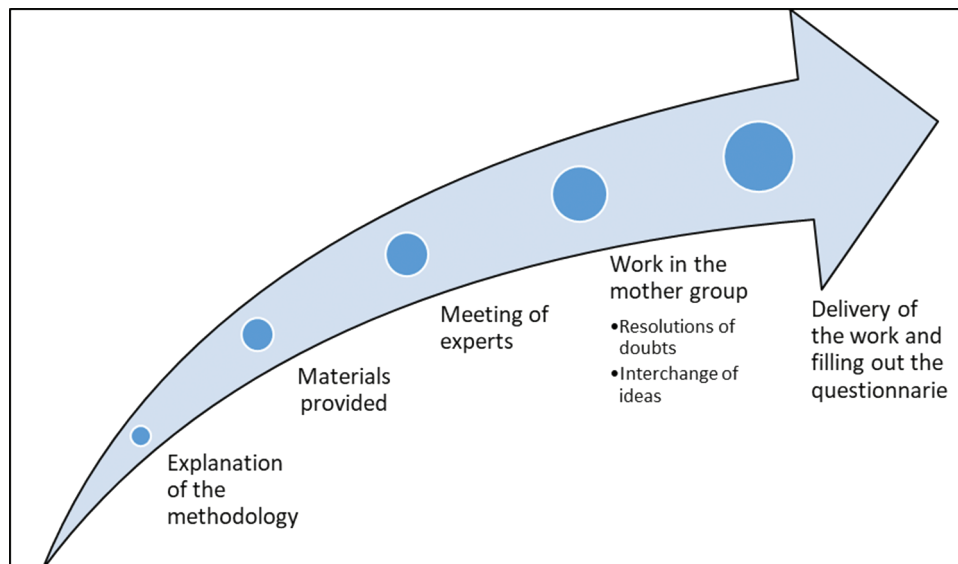 Explanation
of the
methodology
Materials
provided
Meeting of
experts
Work in the
mother group
•Resolutions of
doubts
•Interchange of
ideas
Delivery of
the work and
filling out the
questionnarie